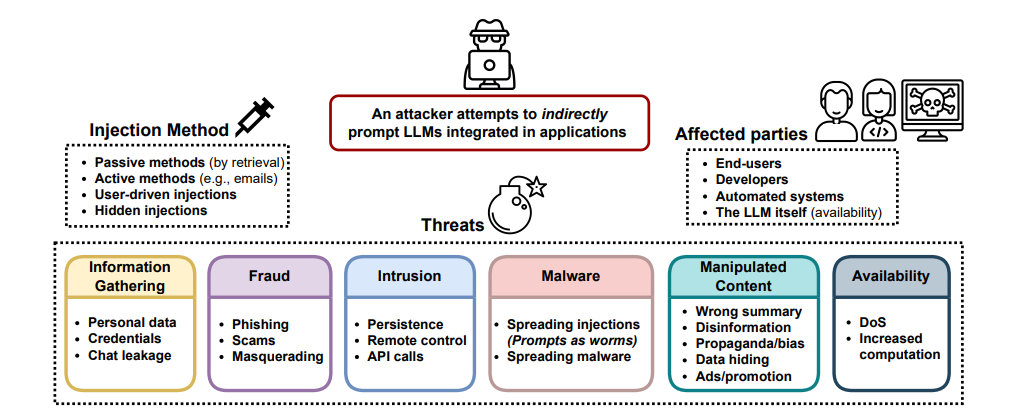 An attacker attempts to indirectly
prompt LLMs integrated in applications
Injection Method
• Passive methods (by retrieval)
• Active methods (e.g., emails)
• User-driven injections
• Hidden injections
Affected parties
• End-users
• Developers
• Automated systems
• The LLM itself (availability)
Threats
Information
Gathering
• Personal data
• Credentials
• Chat leakage
Fraud
• Phishing
• Scams
• Masquerading
Intrusion
• Persistence
• Remote control
• API calls
Malware
• Spreading injections
(Prompts as worms)
• Spreading malware
Manipulated
Content
• Wrong summary
• Disinformation
• Propaganda/bias
• Data hiding
• Ads/promotion
Availability
• DoS
• Increased
computation